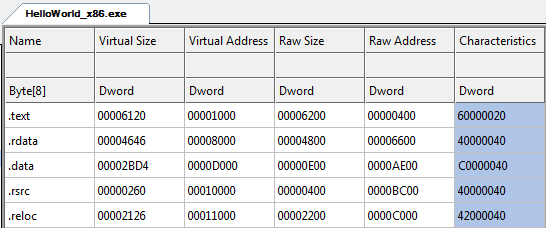 HelloWorld_x86.exe
Name Virtual Size Virtual Address Raw Size Raw Address Characteristics
Byte[8] Dword Dword Dword Dword Dword
.text 00006120 00001000 00006200 00000400 60000020
.rdata 00004646 00008000 00004800 00006600 40000040
.data 00002BD4 0000D000 00000E00 0000AE00 C0000040
.rsrc 00000260 00010000 00000400 0000BC00 40000040
.reloc 00002126 00011000 00002200 0000C000 42000040